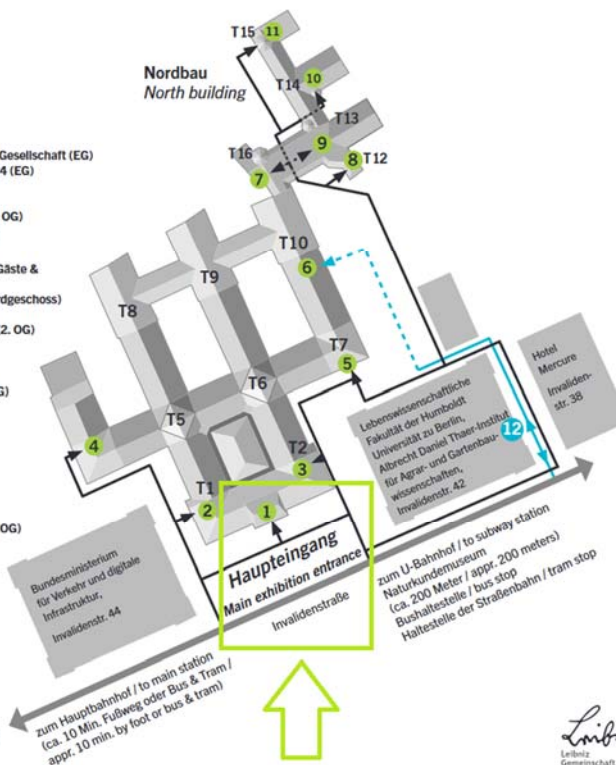 T15
11
Nordbau
North building
T14
10
T13
Gesellschaft (EG)
4 (EG)
T16
9
8
T12
7
OG)
T10
Gäste &
6
T9
dgeschoss)
T8
2. OG)
T7
5
Hotel
Mercure
Invaliden-
str. 38
T6
Lebenswissenschaftliche
Fakultät der Humboldt
Universität zu Berlin,
Albrecht Daniel Thaer-Institut
für Agrar- und Gartenbau-
wissenschaften,
Invalidenstr. 42
12
T5
4
T2
3
T1
2
1
OG)
Haupteingang
Main exhibition entrance
Invalidenstraße
Bundesministerium
für Verkehr und digitale
Infrastruktur,
Invalidenstr. 44
zum U-Bahnhof / to subway station
Naturkundemuseum
(ca. 200 Meter / appr. 200 meters)
Bushaltestelle / bus stop
Haltestelle der Straßenbahn / tram stop
zum Hauptbahnhof / to main station
(ca. 10 Min. Fußweg oder Bus & Tram /
appr. 10 min. by foot or bus & tram)
Leibniz
Gemeinschaft